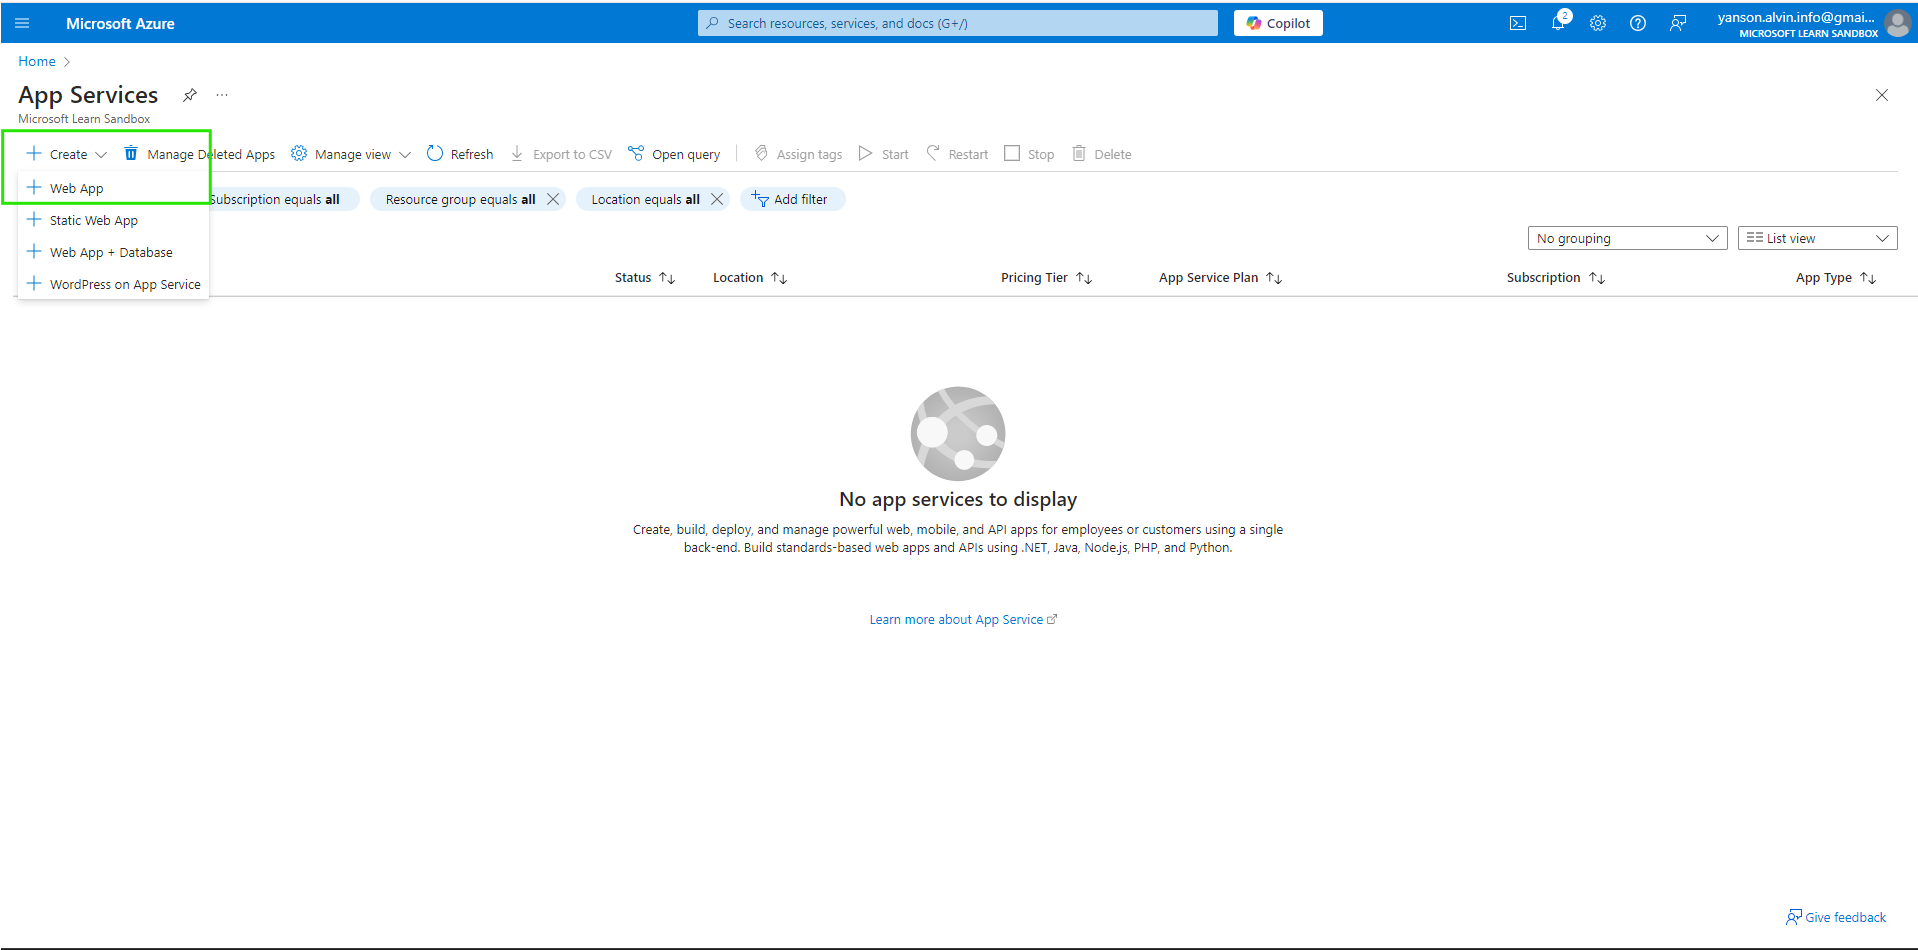 Microsoft Azure
Search resources, services, and docs (G+/)
Copilot
2
yanson.alvin.info@gmai...
MICROSOFT LEARN SANDBOX
Home
App Services
...
Microsoft Learn Sandbox
Create Manage Deleted Apps Manage view Refresh Export to CSV Open query Assign tags Start Restart Stop Delete
Web App
Static Web App
Web App + Database
WordPress on App Service
Subscription equals all Resource group equals all Location equals all Add filter
No grouping List view
Status Location Pricing Tier App Service Plan Subscription App Type
No app services to display
Create, build, deploy, and manage powerful web, mobile, and API apps for employees or customers using a single
back-end. Build standards-based web apps and APIs using .NET, Java, Node.js, PHP, and Python.
Learn more about App Service
Give feedback